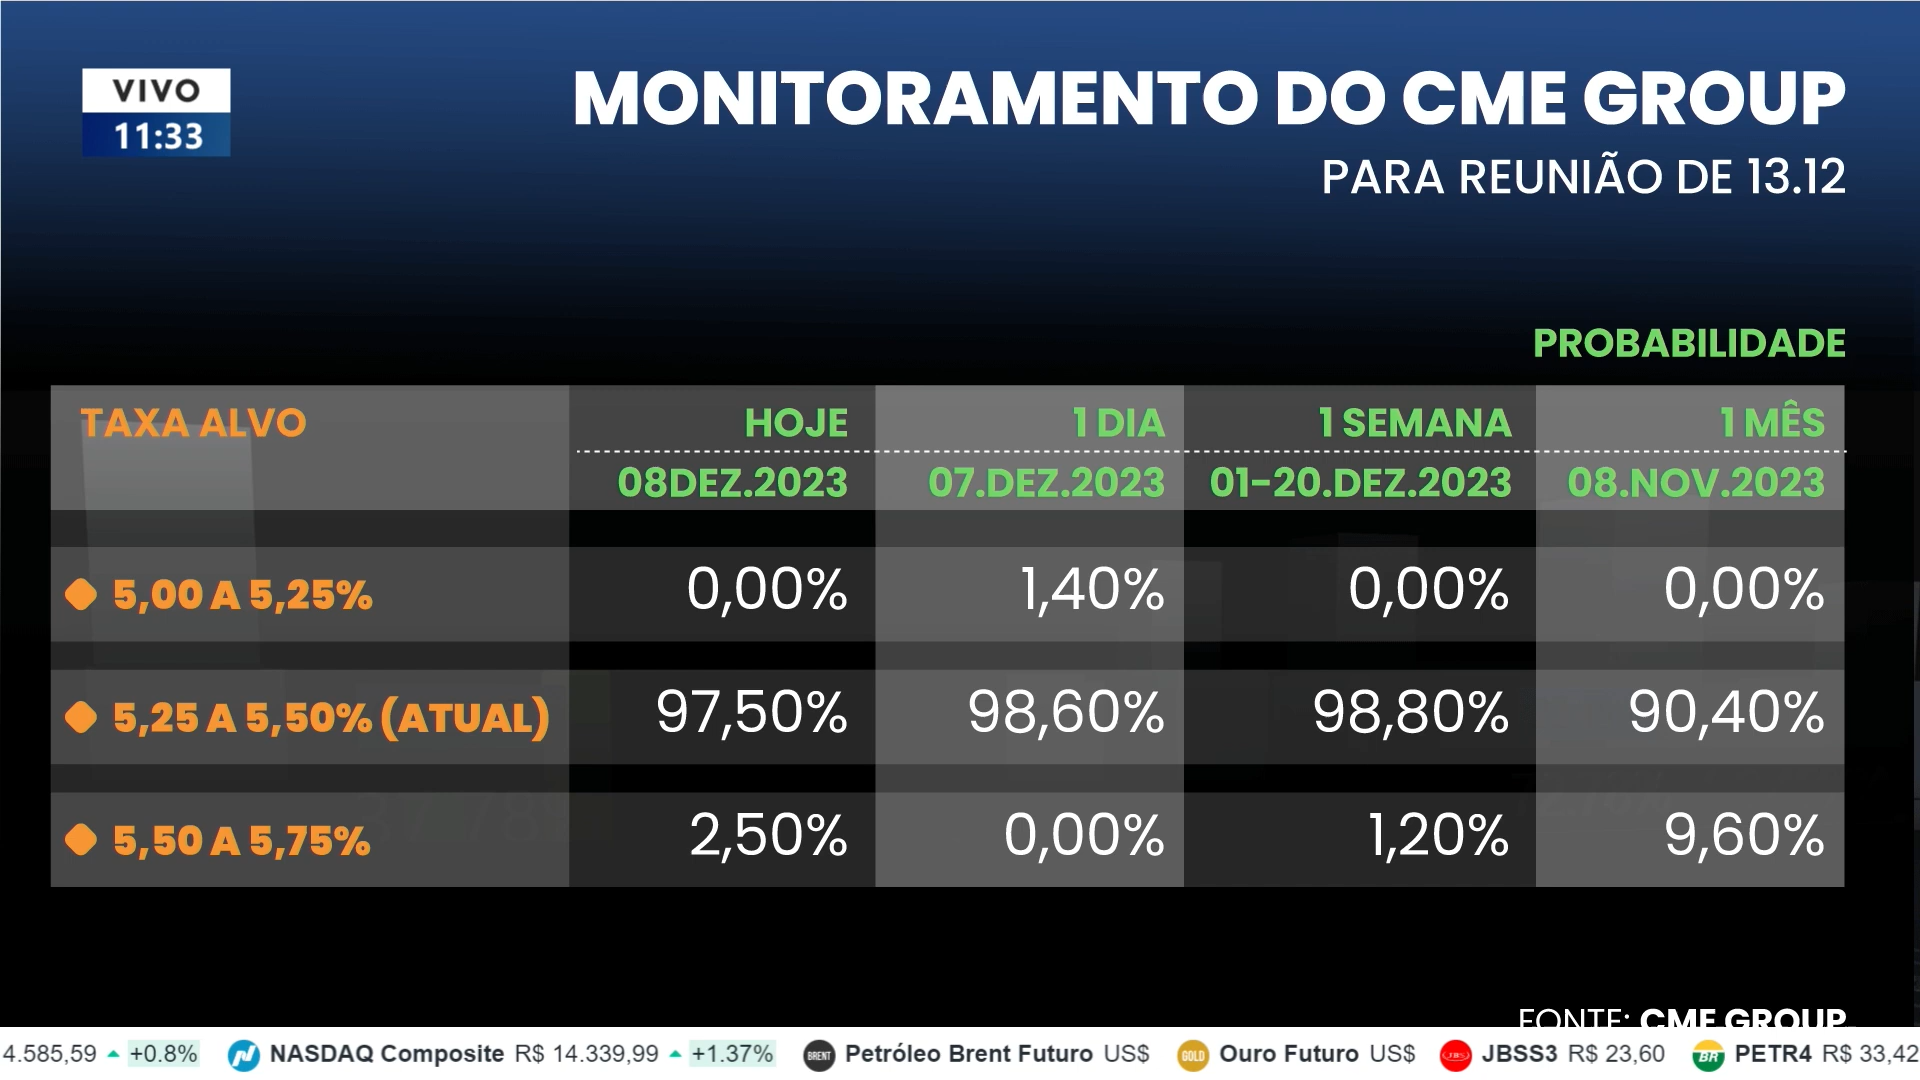 VIVO
11:33
MONITORAMENTO DO CME GROUP
PARA REUNIÃO DE 13.12
PROBABILIDADE
TAXA ALVO HOJE 1 DIA 1 SEMANA 1 MÊS
08DEZ.2023 07.DEZ.2023 01-20.DEZ.2023 08.NOV.2023
5,00 A 5,25% 0,00% 1,40% 0,00% 0,00%
5,25 A 5,50% (ATUAL) 97,50% 98,60% 98,80% 90,40%
5,50 A 5,75% 2,50% 0,00% 1,20% 9,60%
FONTE: CME GROUP
4.585,59 +0.8% NASDAQ Composite R$ 14.339,99 +1.37% BRENT Petróleo Brent Futuro US$ GOLD Ouro Futuro US$ JBS JBSS3 R$ 23,60 BR PETR4 R$ 33,42